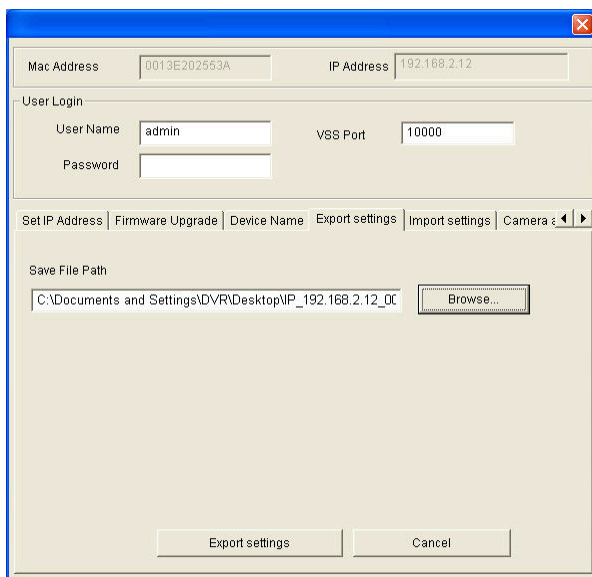 Mac Address 0013E202553A IP Address 192.168.2.12
User Login
User Name admin VSS Port 10000
Password
Set IP Address Firmware Upgrade Device Name Export settings Import settings Camera
Save File Path
C:\Documents and Settings\DVR\Desktop\IP_192.168.2.12_00 Browse...
Export settings Cancel